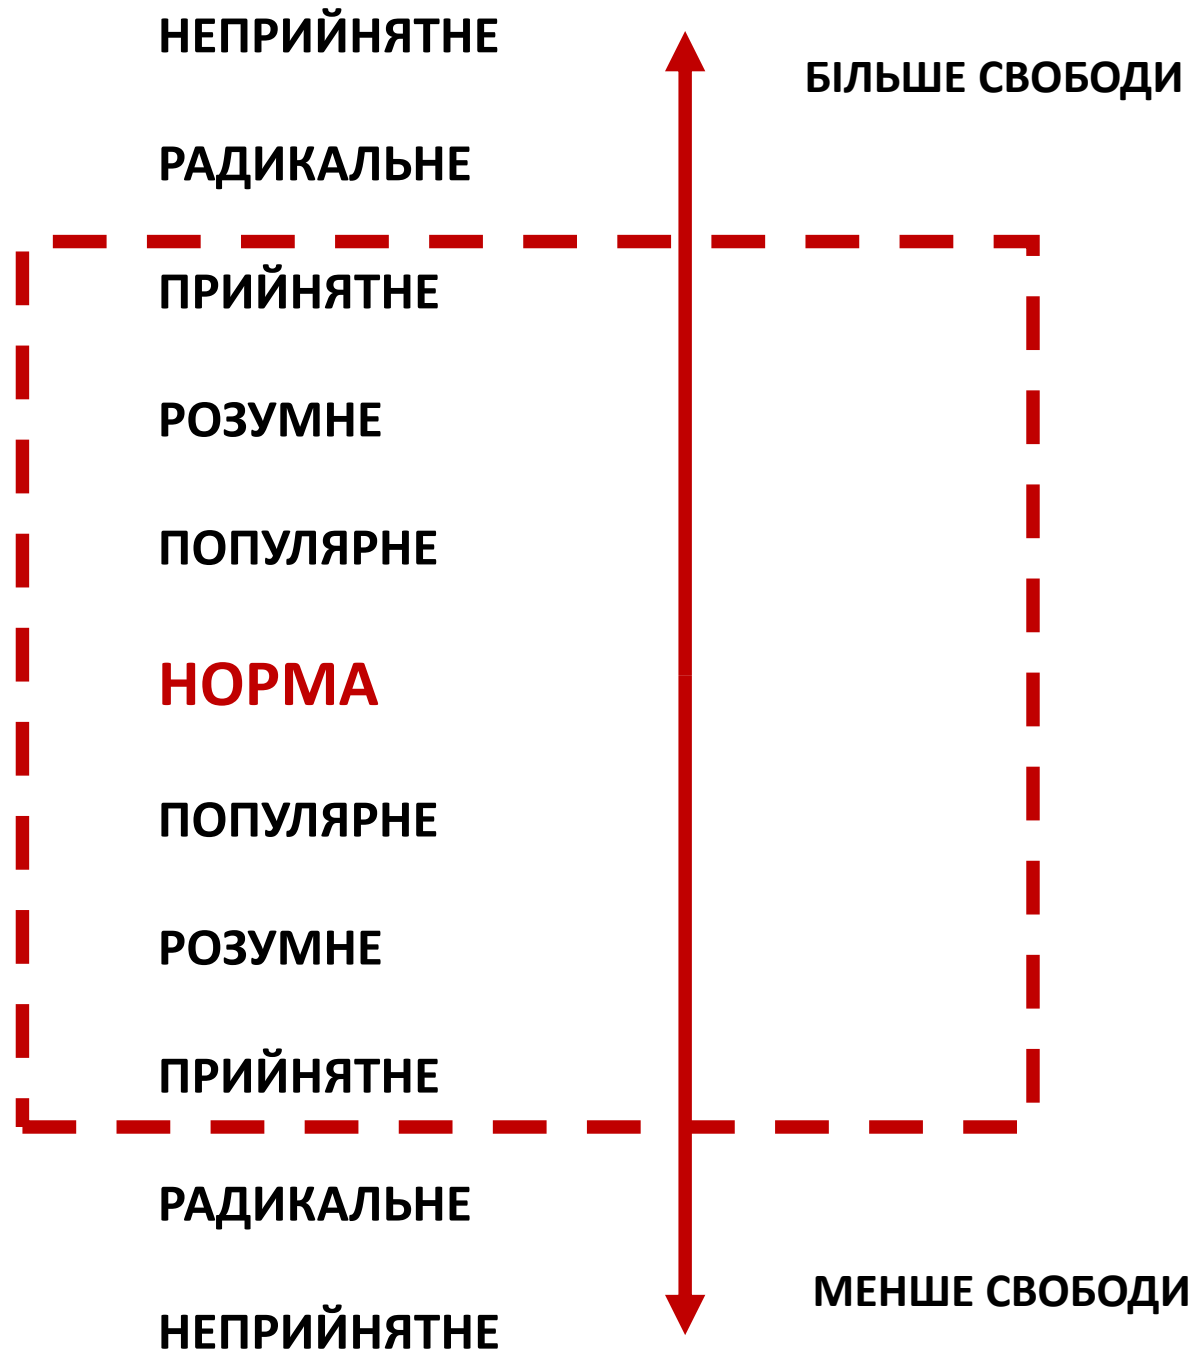 НЕПРИЙНЯТНЕ
БІЛЬШЕ СВОБОДИ
РАДИКАЛЬНЕ
ПРИЙНЯТНЕ
РОЗУМНЕ
ПОПУЛЯРНЕ
НОРМА
ПОПУЛЯРНЕ
РОЗУМНЕ
ПРИЙНЯТНЕ
РАДИКАЛЬНЕ
МЕНШЕ СВОБОДИ
НЕПРИЙНЯТНЕ